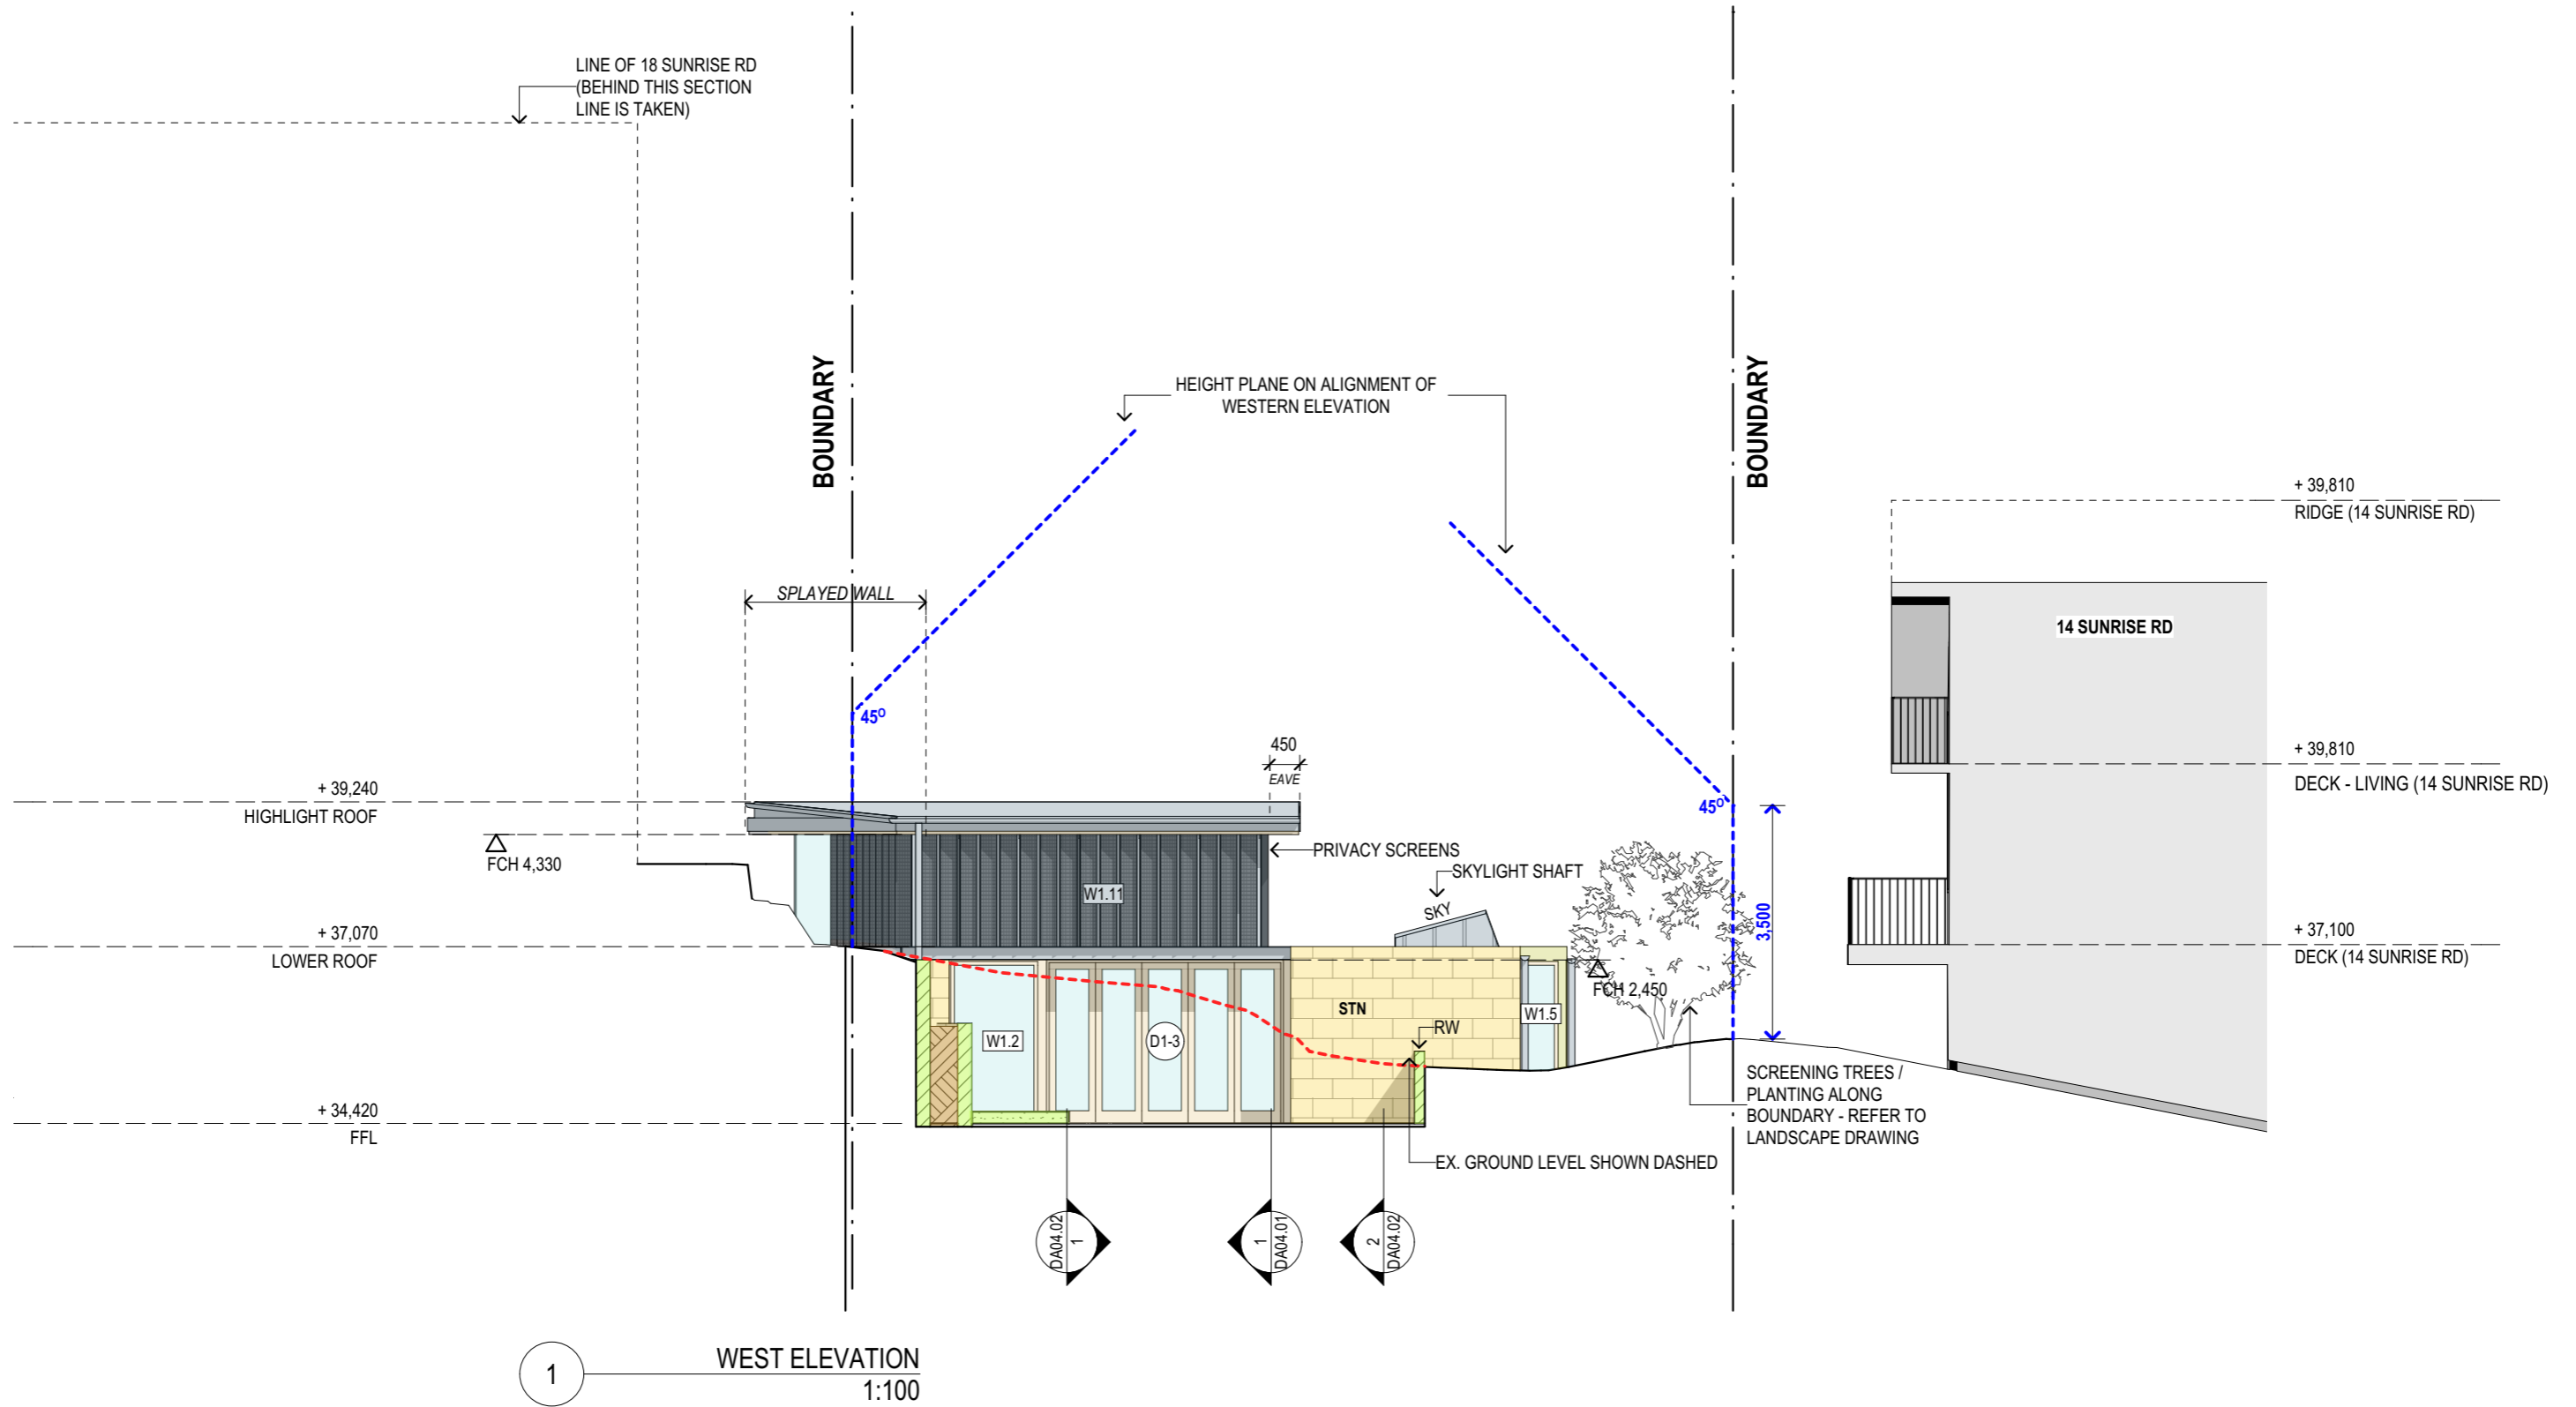 LINE OF 18 SUNRISE RD
(BEHIND THIS SECTION
LINE IS TAKEN)
BOUNDARY
BOUNDARY
HEIGHT PLANE ON ALIGNMENT OF
WESTERN ELEVATION
+ 39,810
RIDGE (14 SUNRISE RD)
SPLAYED WALL
14 SUNRISE RD
45O
450
EAVE
+ 39,810
DECK - LIVING (14 SUNRISE RD)
+ 39,240
HIGHLIGHT ROOF
45O
FCH 4,330
PRIVACY SCREENS
SKYLIGHT SHAFT
W1.11
SKY
3,500
+ 37,070
LOWER ROOF
+ 37,100
DECK (14 SUNRISE RD)
FCH 2,450
STN
W1.5
RW
W1.2
D1-3
SCREENING TREES /
PLANTING ALONG
BOUNDARY - REFER TO
LANDSCAPE DRAWING
+ 34,420
FFL
EX. GROUND LEVEL SHOWN DASHED
DA04.02
1
1
DA04.01
2
DA04.02
1
WEST ELEVATION
1:100